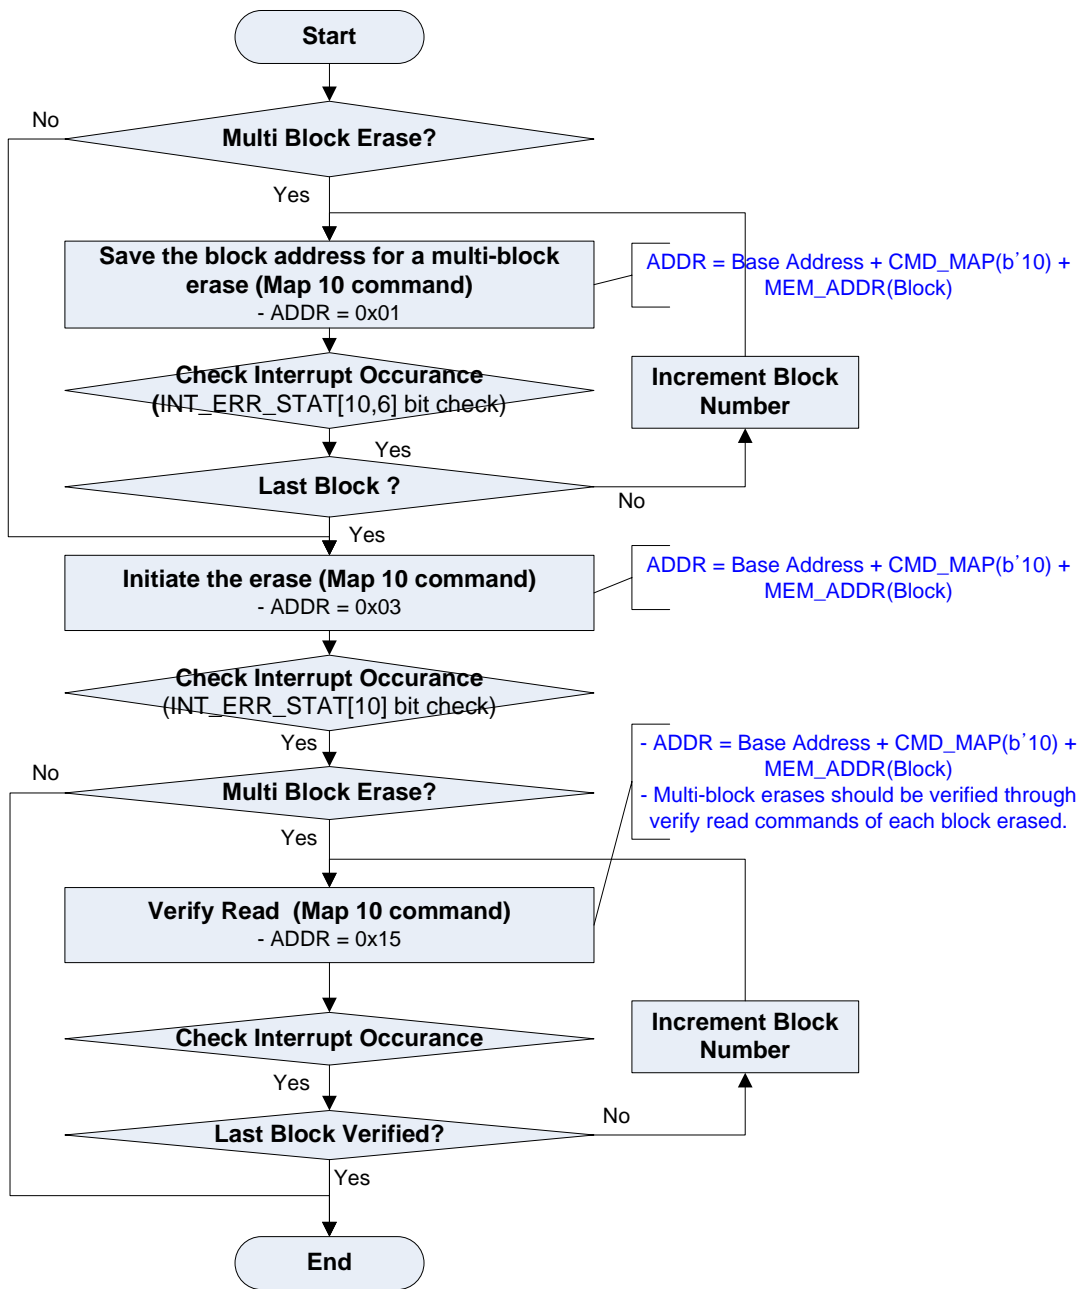 Start
No
Multi Block Erase?
Yes
Save the block address for a multi-block
erase (Map 10 command)
- ADDR = 0x01
ADDR = Base Address + CMD_MAP(b’10) +
MEM_ADDR(Block)
Check Interrupt Occurance
(INT_ERR_STAT[10,6] bit check)
Increment Block
Number
Yes
Last Block ?
No
Yes
Initiate the erase (Map 10 command)
- ADDR = 0x03
ADDR = Base Address + CMD_MAP(b’10) +
MEM_ADDR(Block)
Check Interrupt Occurance
(INT_ERR_STAT[10] bit check)
Yes
- ADDR = Base Address + CMD_MAP(b’10) +
MEM_ADDR(Block)
- Multi-block erases should be verified through
verify read commands of each block erased.
No
Multi Block Erase?
Yes
Verify Read  (Map 10 command)
- ADDR = 0x15
Check Interrupt Occurance
Increment Block
Number
Yes
No
Last Block Verified?
Yes
End